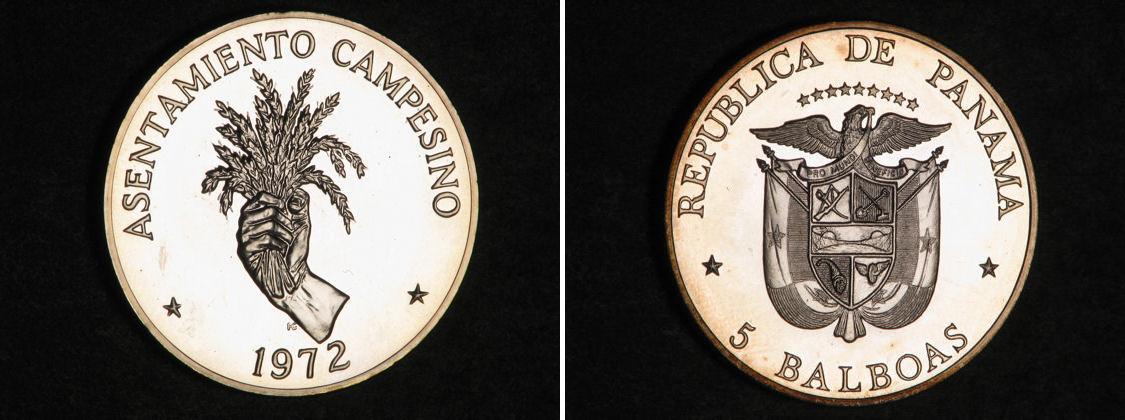 ASENTAMIENTO CAMPESINO
1972
REPUBLICA DE PANAMA
PRO MUNDI BENEFICIO
5 BALBOAS